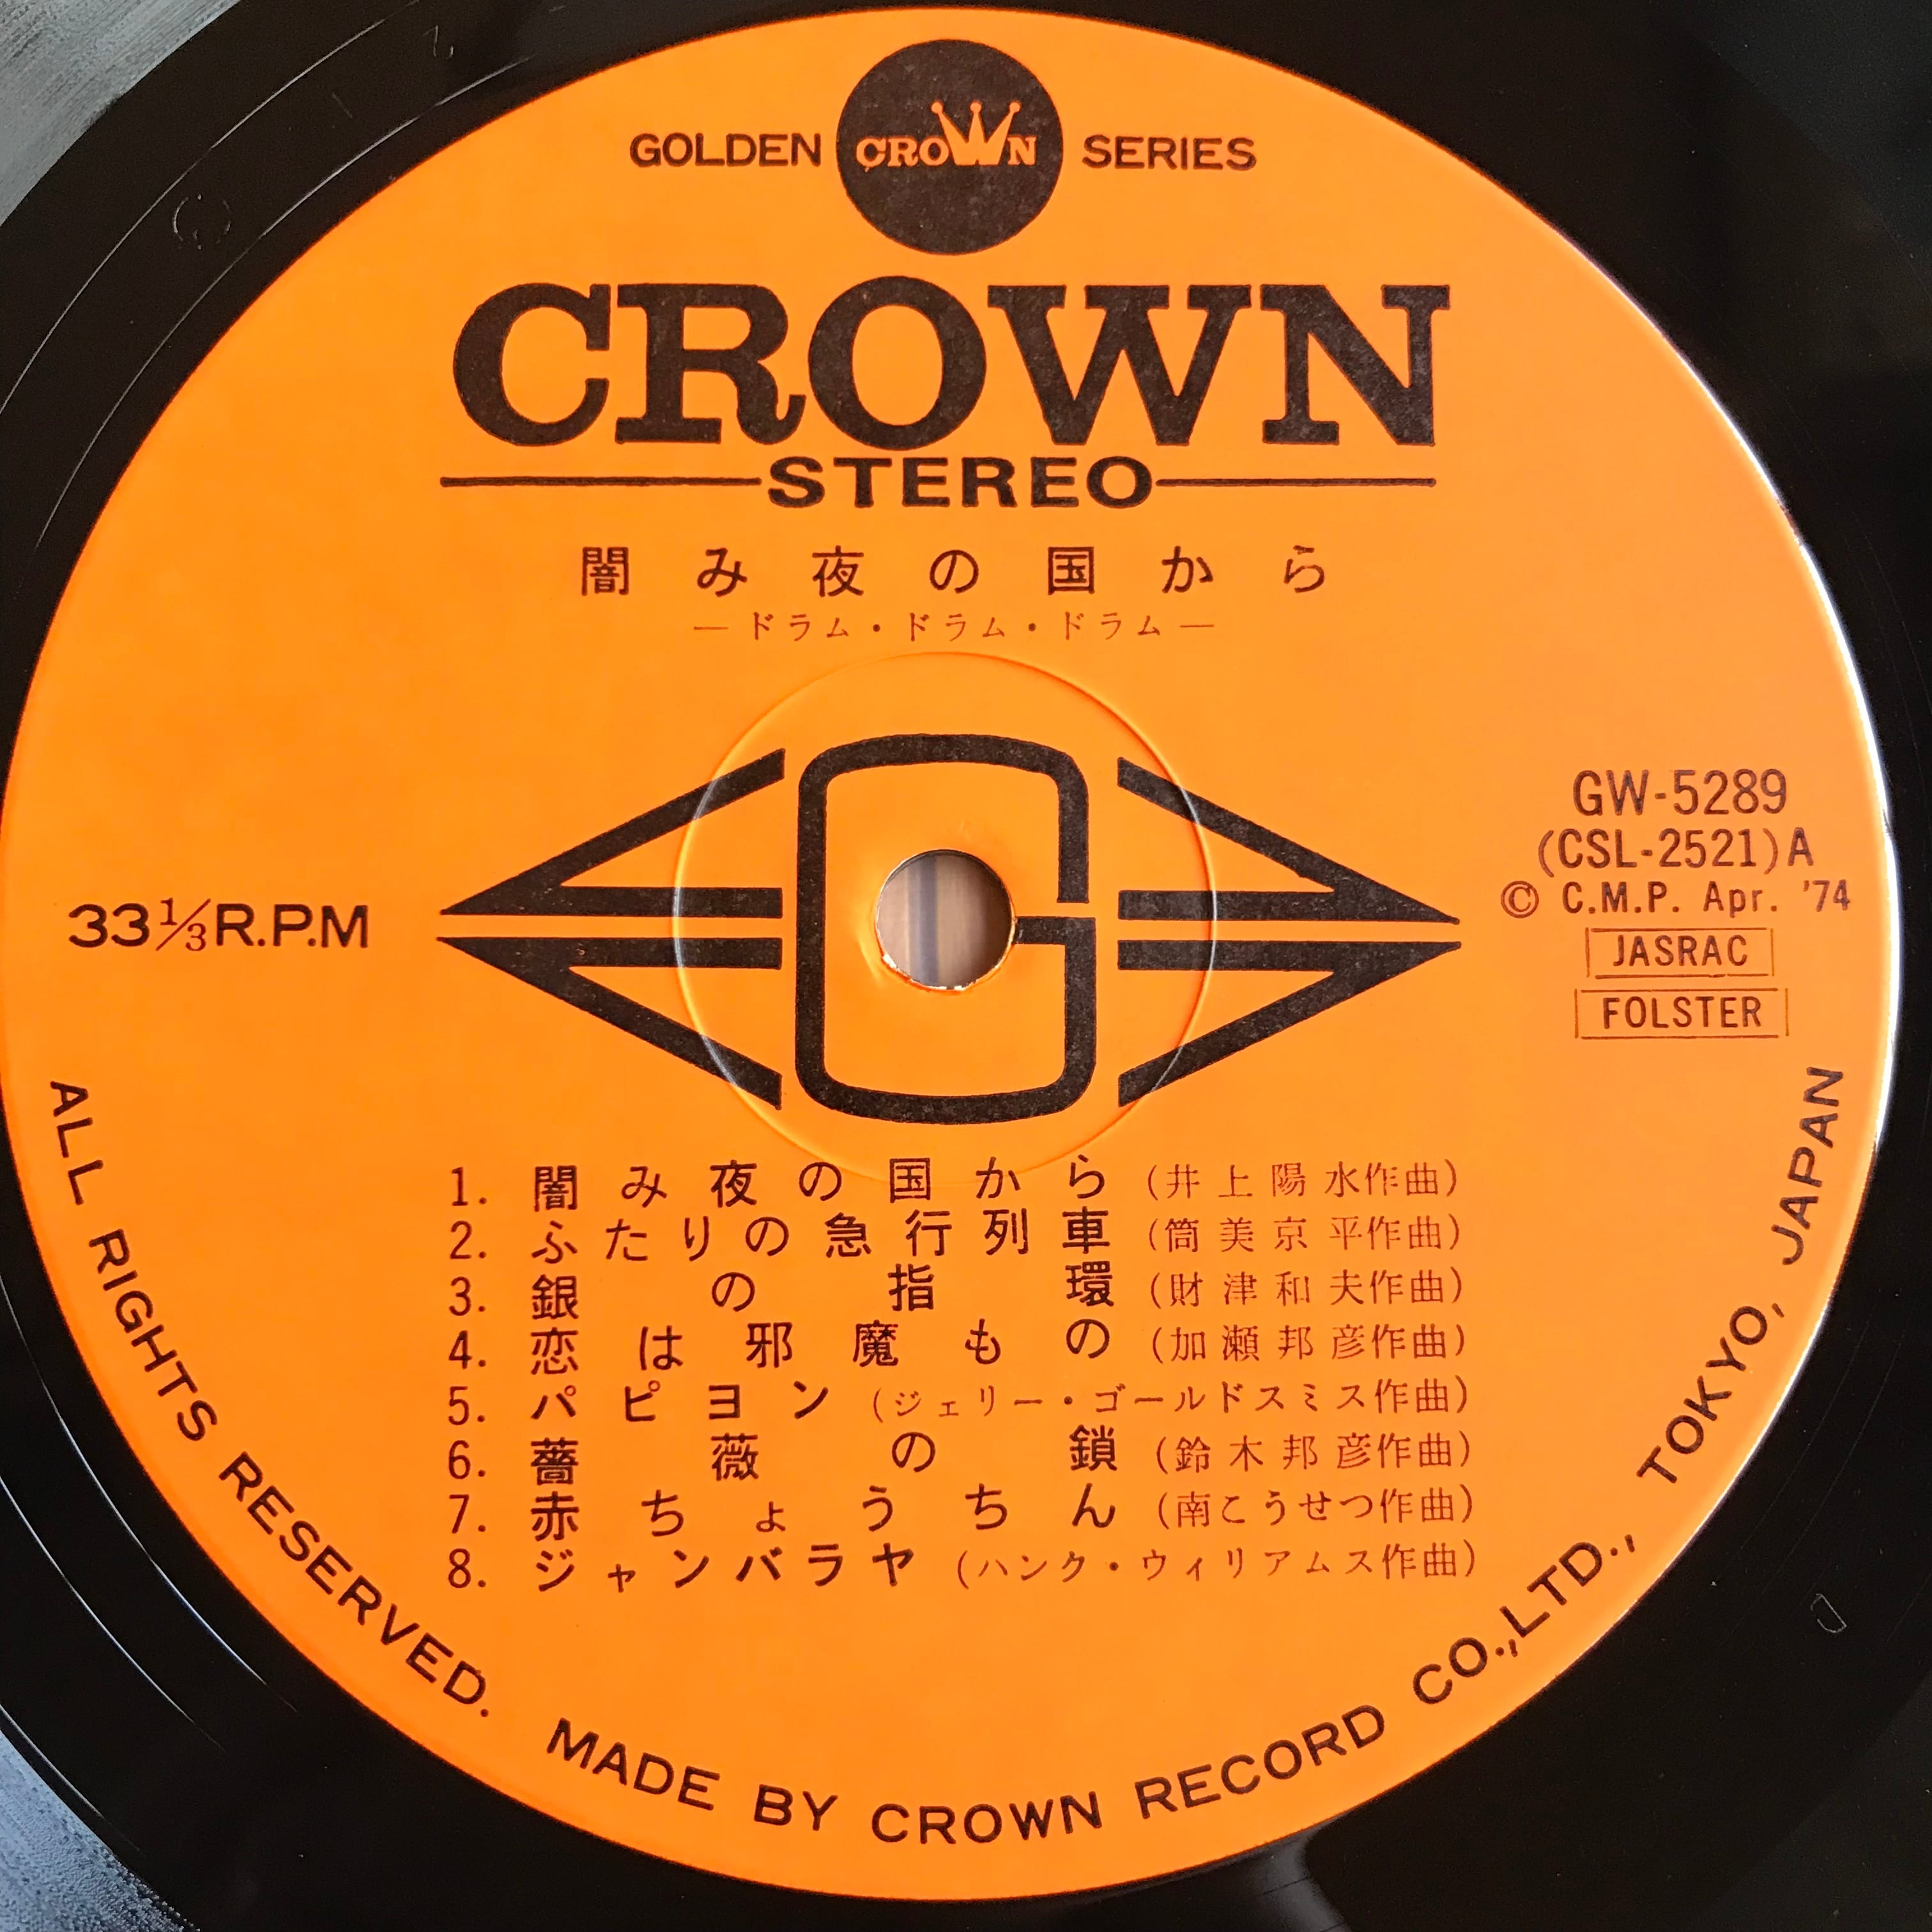 GOLDEN CROWN SERIES
CROWN
STEREO
闇み夜の国から
―ドラム・ドラム・ドラム―
G
33 1/3 R.P.M
GW-5289
(CSL-2521)A
© C.M.P. Apr. '74
JASRAC
FOLSTER
1. 闇み夜の国から (井上陽水作曲)
2. ふたりの急行列車 (筒美京平作曲)
3. 銀の指環 (財津和夫作曲)
4. 恋は邪魔もの (加瀬邦彦作曲)
5. パピヨン (ジェリー・ゴールドスミス作曲)
6. 薔薇の鎖 (鈴木邦彦作曲)
7. 赤ちょうちん (南こうせつ作曲)
8. ジャンバラヤ (ハンク・ウィリアムス作曲)
ALL RIGHTS RESERVED. MADE BY CROWN RECORD CO.,LTD., TOKYO, JAPAN